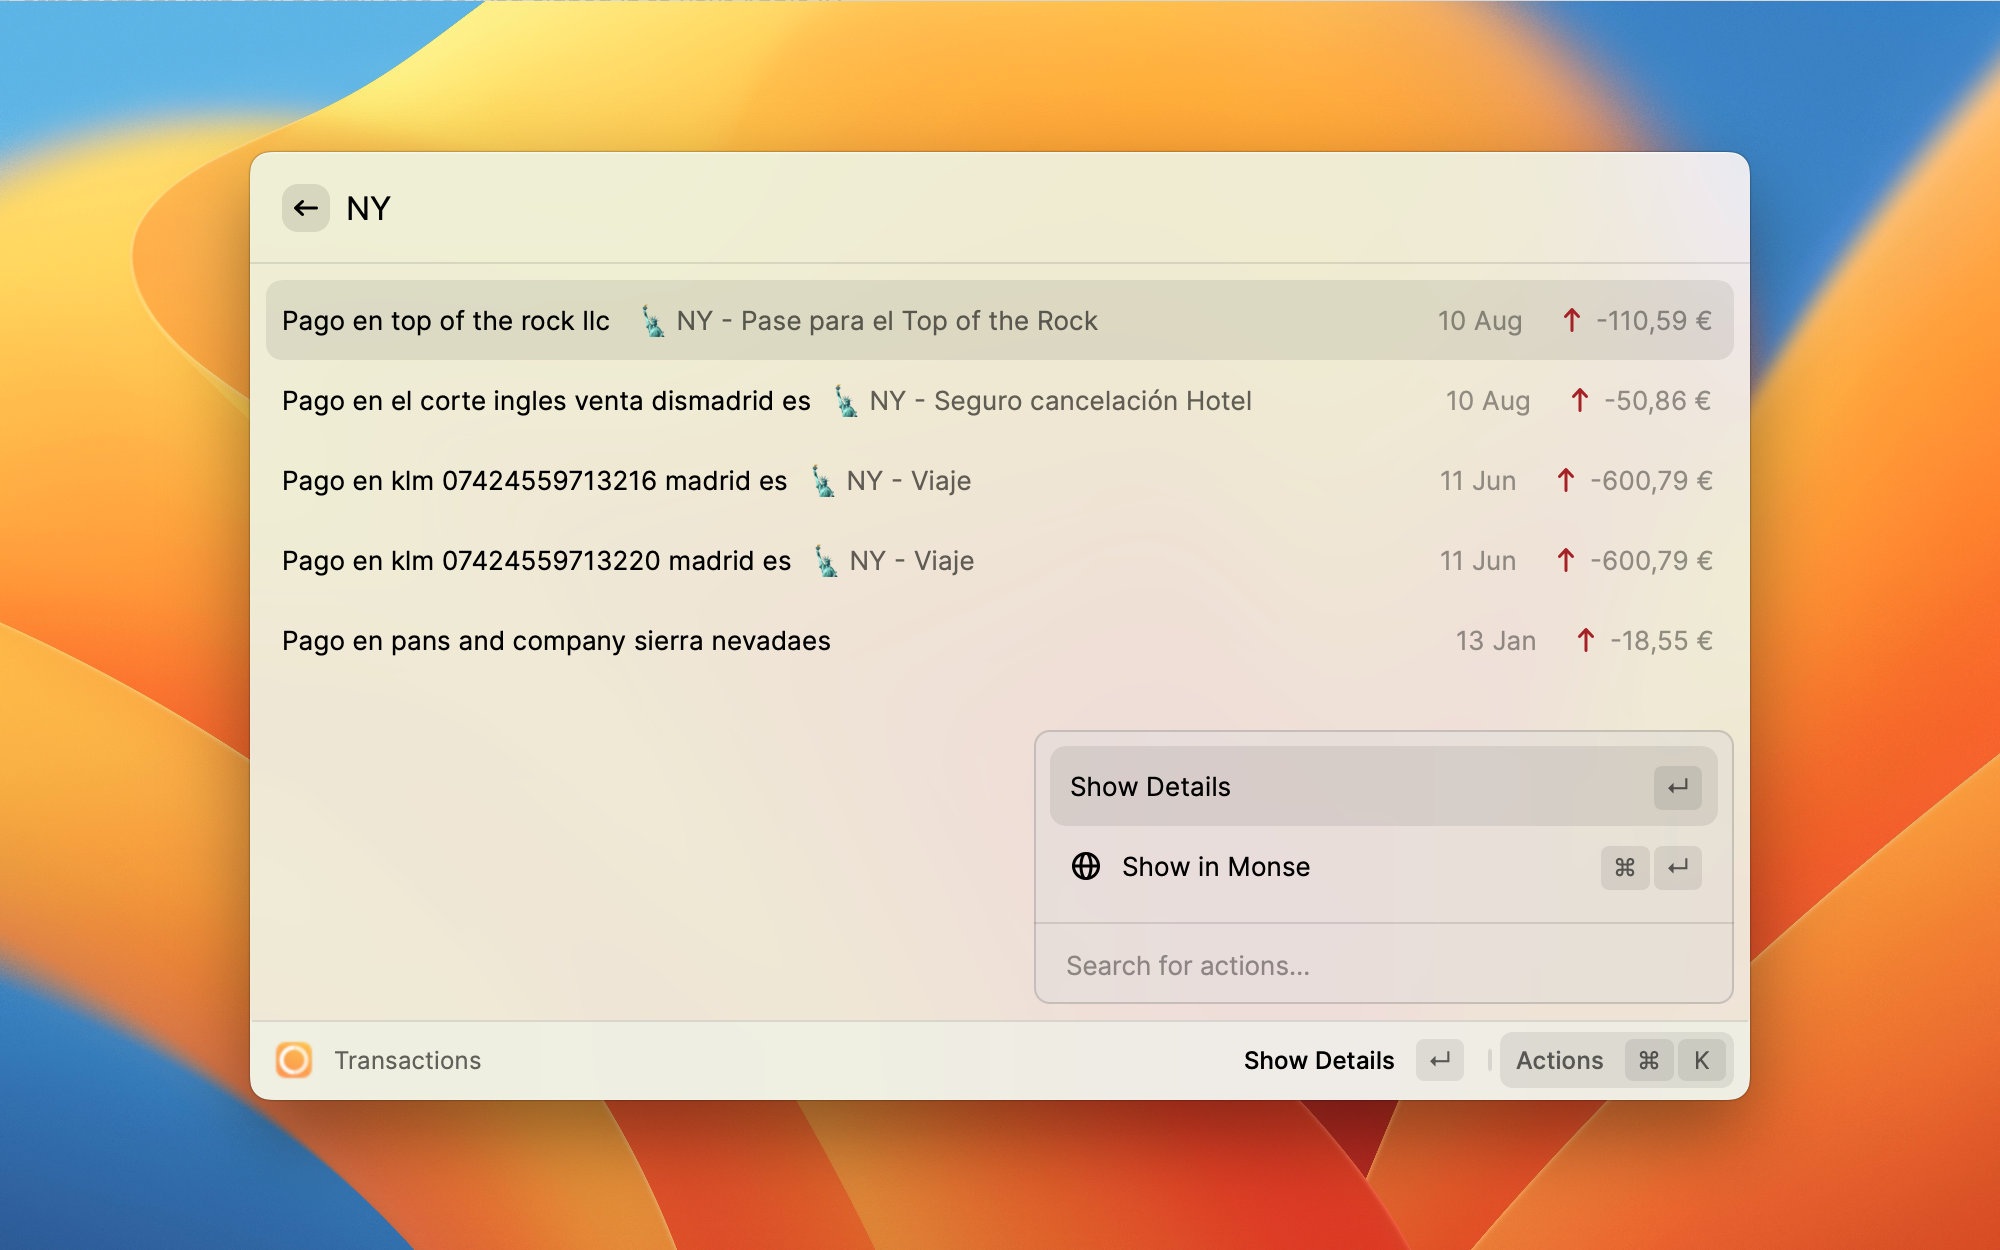 NY
Pago en top of the rock llc 🗽 NY - Pase para el Top of the Rock 10 Aug ↑ -110,59 €
Pago en el corte ingles venta dismadrid es 🗽 NY - Seguro cancelación Hotel 10 Aug ↑ -50,86 €
Pago en klm 07424559713216 madrid es 🗽 NY - Viaje 11 Jun ↑ -600,79 €
Pago en klm 07424559713220 madrid es 🗽 NY - Viaje 11 Jun ↑ -600,79 €
Pago en pans and company sierra nevadaes 13 Jan ↑ -18,55 €
Show Details ↵
Show in Monse ⌘ ↵
Search for actions...
Transactions Show Details ↵ Actions ⌘ K